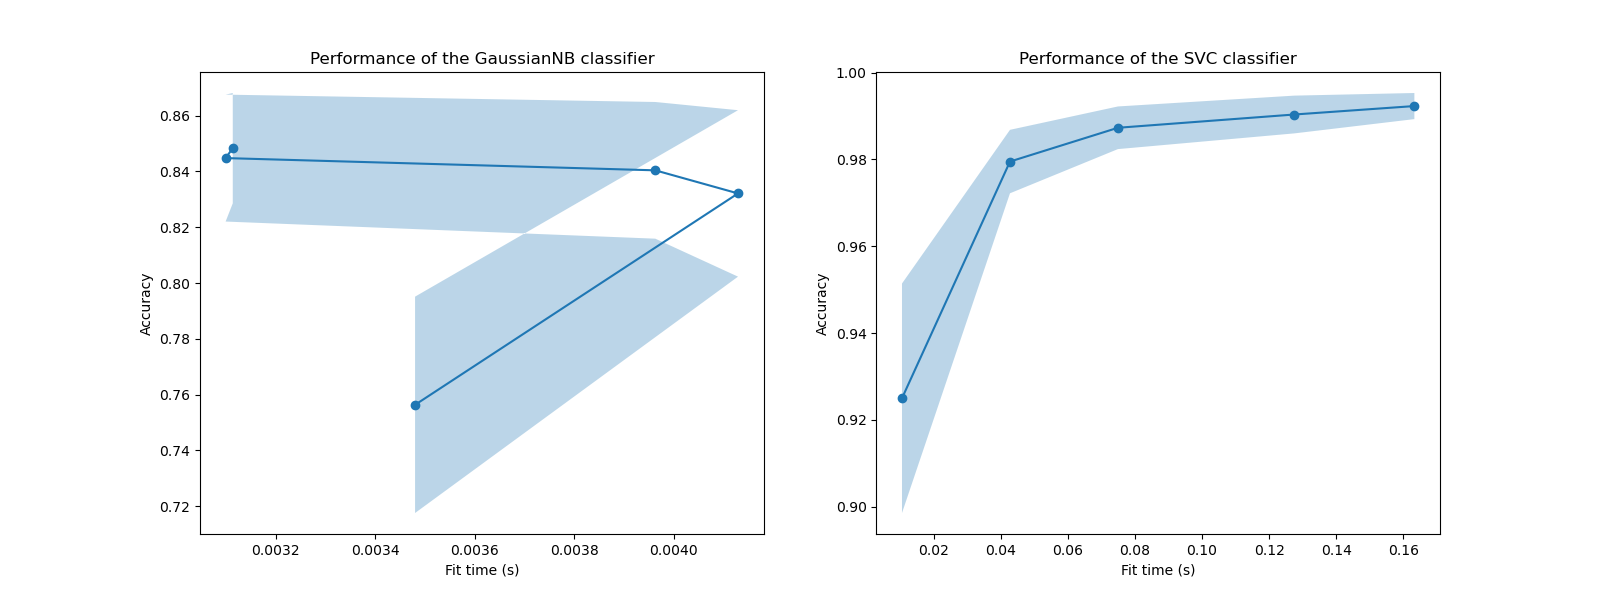 Performance of the GaussianNB classifier
0.86
0.84
0.82
0.80
0.78
0.76
0.74
0.72
Accuracy
0.0032 0.0034 0.0036 0.0038 0.0040
Fit time (s)
Performance of the SVC classifier
1.00
0.98
0.96
0.94
0.92
0.90
Accuracy
0.02 0.04 0.06 0.08 0.10 0.12 0.14 0.16
Fit time (s)